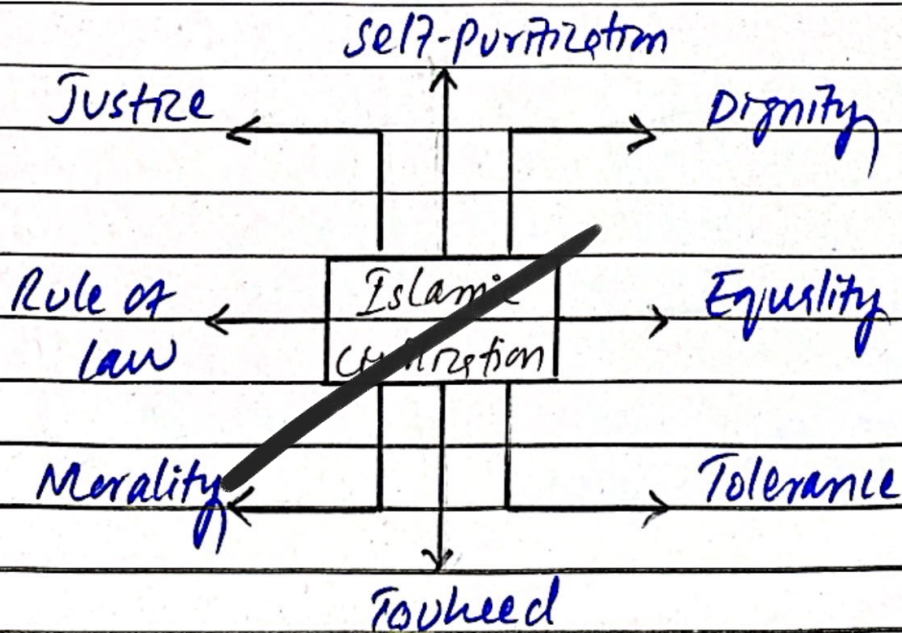 Self-Purification
Justice
Dignity
Islamic
Rule of
Equality
law
civilization
Morality
Tolerance
Touheed